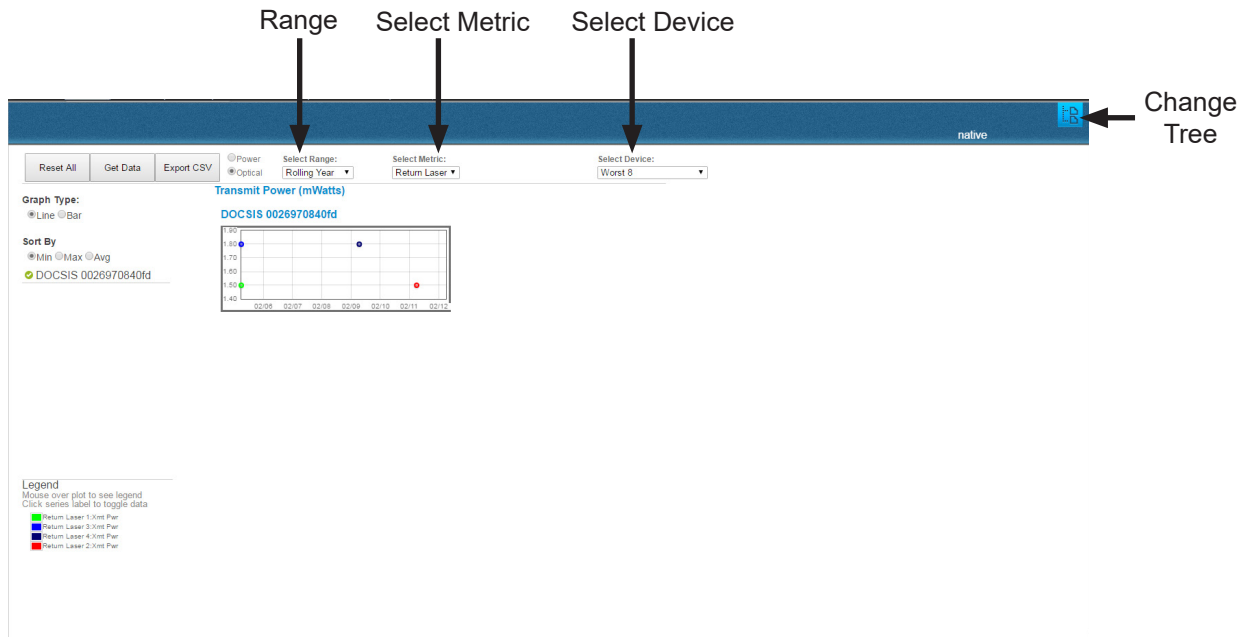 Range Select Metric Select Device
Change
Tree
native
Reset All Get Data Export CSV
Power
Optical
Select Range:
Rolling Year
Select Metric:
Return Laser
Select Device:
Worst 8
Graph Type:
Line Bar
Sort By
Min Max Avg
DOCSIS 0026970840fd
Transmit Power (mWatts)
DOCSIS 0026970840fd
1.90
1.80
1.70
1.60
1.50
1.40
02/06 02/07 02/08 02/09 02/10 02/11 02/12
Legend
Mouse over plot to see legend
Click series label to toggle data
Return Laser 1:Xmt Pwr
Return Laser 3:Xmt Pwr
Return Laser 4:Xmt Pwr
Return Laser 2:Xmt Pwr